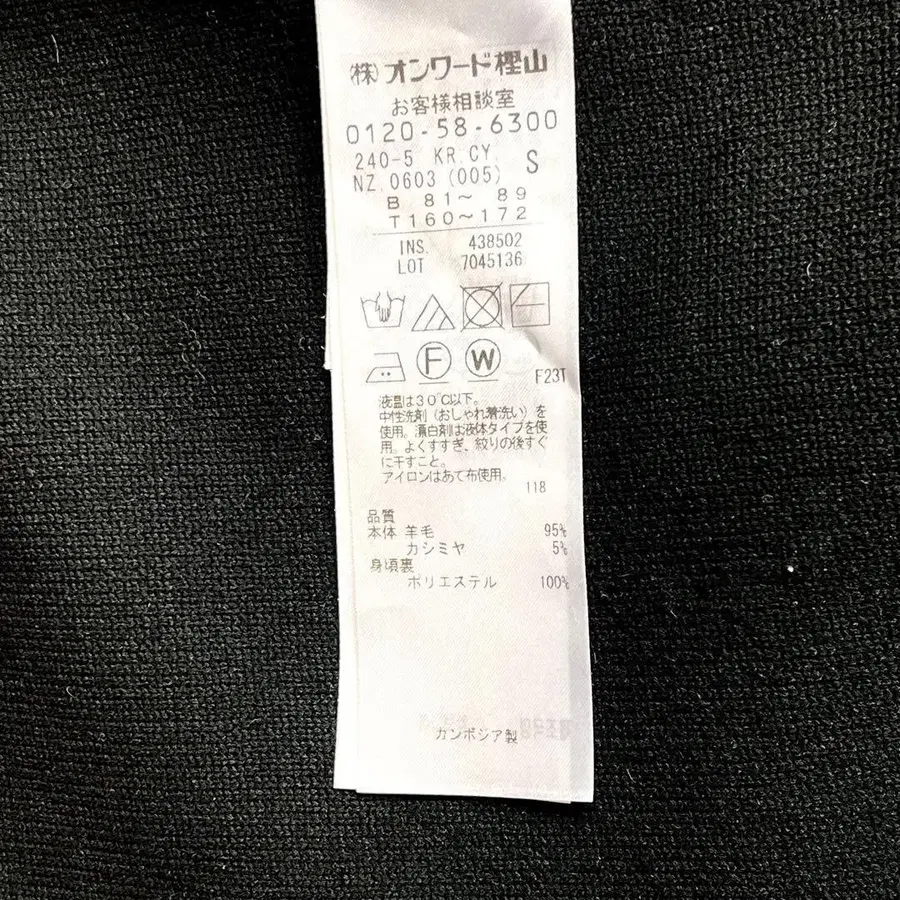 (株)オンワード樫山
お客様相談室
0120-58-6300
240-5 KR.CY. S
NZ.0603 (005)
B 81～ 89
T160～172
INS. 438502
LOT 7045136
F W
F23T
液温は30℃以下。
中性洗剤（おしゃれ着洗い）を
使用。漂白剤は液体タイプを使
用。よくすすぎ、絞りの後すぐ
に干すこと。
アイロンはあて布使用。
118
品質
本体 羊毛 95%
カシミヤ 5%
身頃裏
ポリエステル 100%
カンボジア製